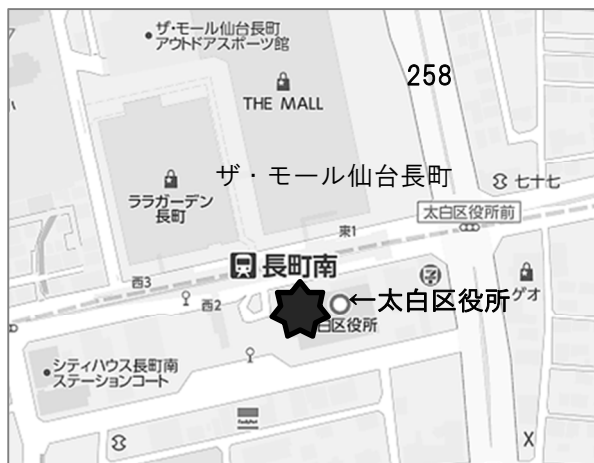 ザ・モール仙台長町
アウトドアスポーツ館
258
THE MALL
ザ・モール仙台長町
ララガーデン
長町
七十七
太白区役所前
東1
長町南
西3
西2
←太白区役所
白区役所
ゲオ
シティハウス長町南
ステーションコート
FamilyMart
X